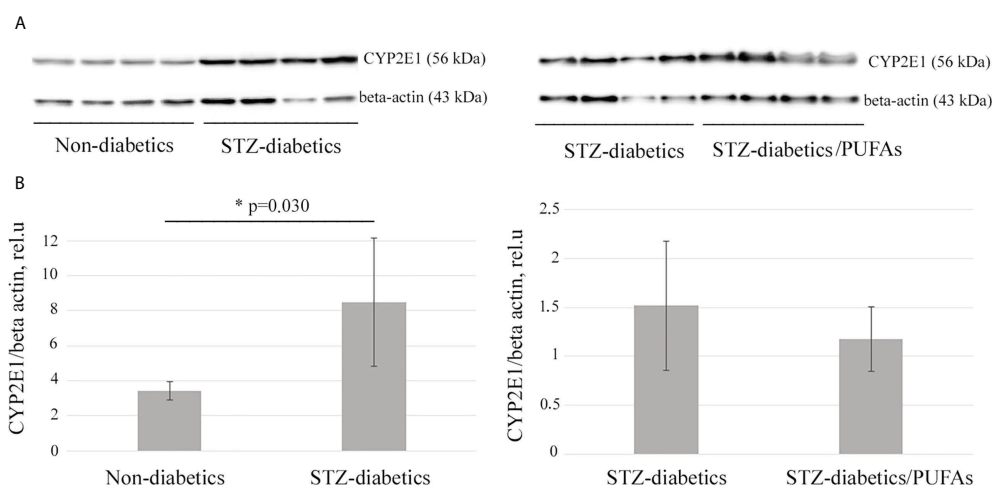 A
CYP2E1 (56 kDa)
beta-actin (43 kDa)
Non-diabetics STZ-diabetics
CYP2E1 (56 kDa)
beta-actin (43 kDa)
STZ-diabetics STZ-diabetics/PUFAs
B
* p=0.030
CYP2E1/beta actin, rel.u
12
10
8
6
4
2
0
Non-diabetics STZ-diabetics
CYP2E1/beta actin, rel.u
2.5
2
1.5
1
0.5
0
STZ-diabetics STZ-diabetics/PUFAs